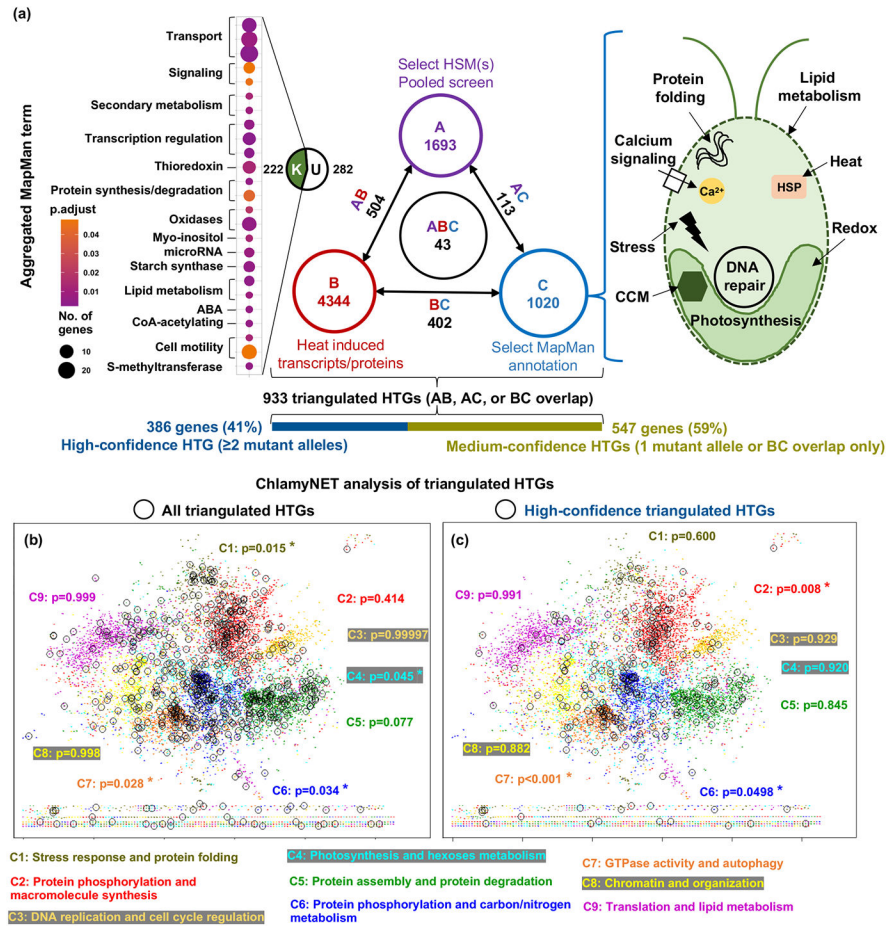 (a)
Aggregated MapMan term
Transport
Signaling
Secondary metabolism
Transcription regulation
Thioredoxin
Protein synthesis/degradation
p.adjust
0.04
0.03
0.02
0.01
Oxidases
Myo-inositol
microRNA
Starch synthase
Lipid metabolism
No. of
genes
10
20
ABA
CoA-acetylating
Cell motility
S-methyltransferase
222 K U 282
Select HSM(s)
Pooled screen
A
1693
AB
504
AC
113
ABC
43
B
4344
BC
402
C
1020
Heat induced
transcripts/proteins
Select MapMan
annotation
Protein
folding
Lipid
metabolism
Calcium
signaling
Ca2+
HSP
Heat
Stress
Redox
DNA
repair
CCM
Photosynthesis
933 triangulated HTGs (AB, AC, or BC overlap)
386 genes (41%)
High-confidence HTG (≥2 mutant alleles)
547 genes (59%)
Medium-confidence HTGs (1 mutant allele or BC overlap only)
ChlamyNET analysis of triangulated HTGs
All triangulated HTGs
High-confidence triangulated HTGs
(b)
C1: p=0.015 *
C9: p=0.999
C2: p=0.414
C3: p=0.99997
C4: p=0.045 *
C5: p=0.077
C8: p=0.998
C7: p=0.028 *
C6: p=0.034 *
(c)
C1: p=0.600
C9: p=0.991
C2: p=0.008 *
C3: p=0.929
C4: p=0.920
C5: p=0.845
C8: p=0.882
C7: p<0.001 *
C6: p=0.0498 *
C1: Stress response and protein folding
C2: Protein phosphorylation and
macromolecule synthesis
C3: DNA replication and cell cycle regulation
C4: Photosynthesis and hexoses metabolism
C5: Protein assembly and protein degradation
C6: Protein phosphorylation and carbon/nitrogen
metabolism
C7: GTPase activity and autophagy
C8: Chromatin and organization
C9: Translation and lipid metabolism